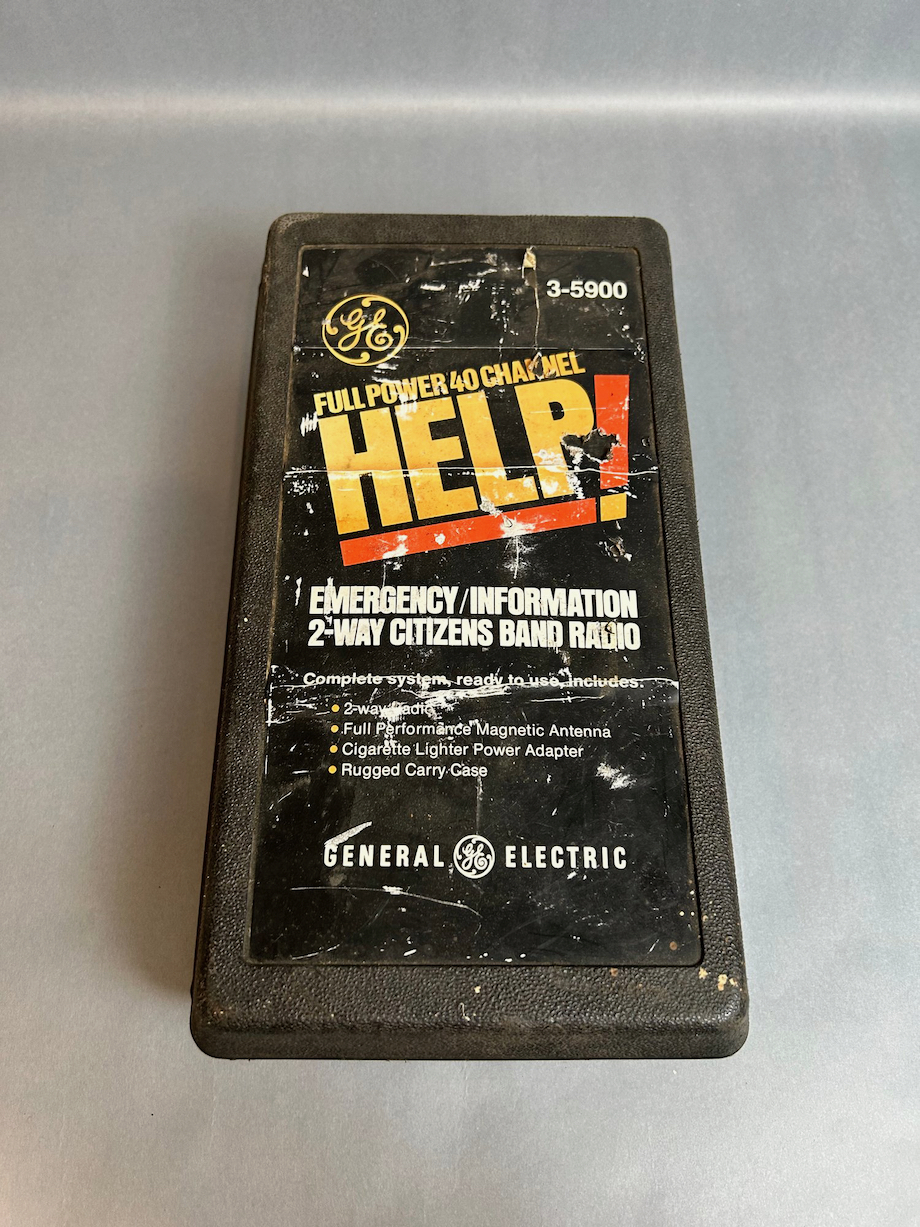 3-5900
GE
FULL POWER 40 CHANNEL
HELP!
EMERGENCY/INFORMATION
2-WAY CITIZENS BAND RADIO
Complete system, ready to use, includes:
• 2-way Radio
• Full Performance Magnetic Antenna
• Cigarette Lighter Power Adapter
• Rugged Carry Case
GENERAL GE ELECTRIC